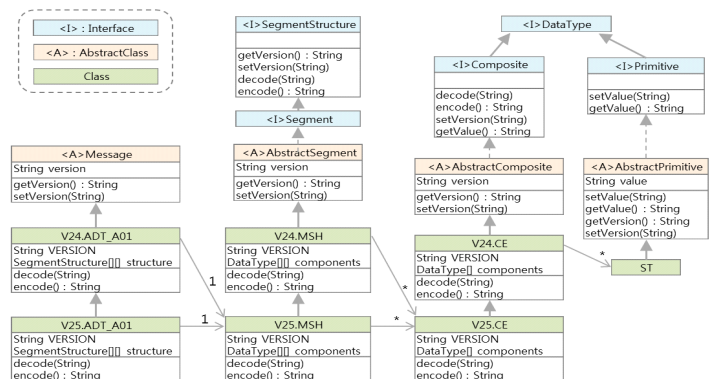 <I> : Interface
<A> : AbstractClass
Class
<I>SegmentStructure
getVersion() : String
setVersion(String)
decode(String)
encode() : String
<I>Segment
<I>DataType
<I>Composite
decode(String)
encode() : String
setVersion(String)
getValue() : String
<I>Primitive
setValue(String)
getValue() : String
<A>Message
String version
getVersion() : String
setVersion(String)
<A>AbstractSegment
String version
getVersion() : String
setVersion(String)
<A>AbstractComposite
String version
getVersion() : String
setVersion(String)
<A>AbstractPrimitive
String value
setValue(String)
getValue() : String
getVersion() : String
setVersion(String)
V24.ADT_A01
String VERSION
SegmentStructure[][] structure
decode(String)
encode() : String
1
V24.MSH
String VERSION
DataType[][] components
decode(String)
encode() : String
*
V24.CE
String VERSION
DataType[] components
decode(String)
encode() : String
*
ST
V25.ADT_A01
String VERSION
SegmentStructure[][] structure
decode(String)
encode() : String
1
V25.MSH
String VERSION
DataType[][] components
decode(String)
encode() : String
*
V25.CE
String VERSION
DataType[] components
decode(String)
encode() : String